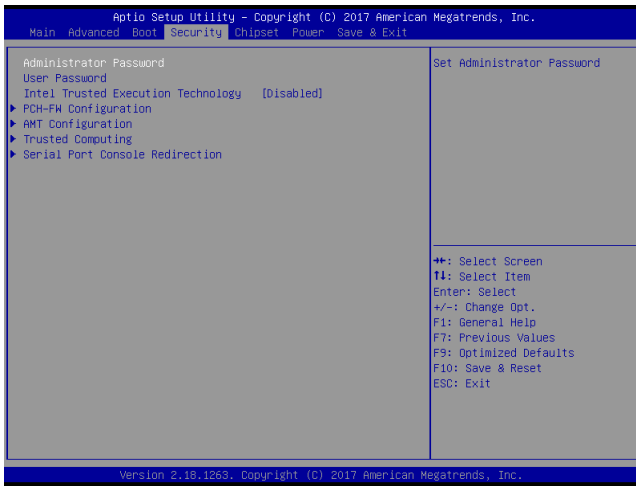 Aptio Setup Utility – Copyright (C) 2017 American Megatrends, Inc.
Main Advanced Boot Security Chipset Power Save & Exit
Administrator Password
User Password
Intel Trusted Execution Technology [Disabled]
PCH-FW Configuration
AMT Configuration
Trusted Computing
Serial Port Console Redirection
Set Administrator Password
→←: Select Screen
↑↓: Select Item
Enter: Select
+/-: Change Opt.
F1: General Help
F7: Previous Values
F9: Optimized Defaults
F10: Save & Reset
ESC: Exit
Version 2.18.1263. Copyright (C) 2017 American Megatrends, Inc.